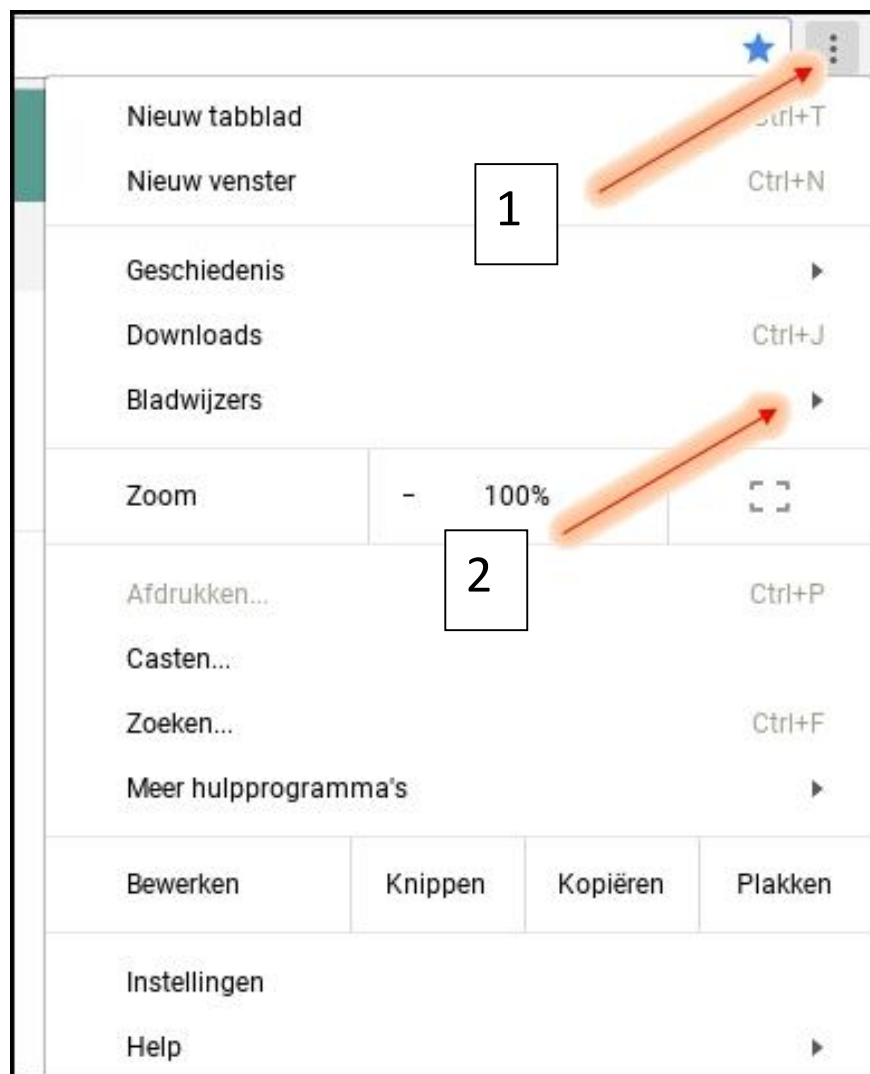 Nieuw tabblad Ctrl+T
Nieuw venster Ctrl+N
1
Geschiedenis
Downloads Ctrl+J
Bladwijzers
Zoom - 100%
2
Afdrukken... Ctrl+P
Casten...
Zoeken... Ctrl+F
Meer hulpprogramma's
Bewerken Knippen Kopiëren Plakken
Instellingen
Help